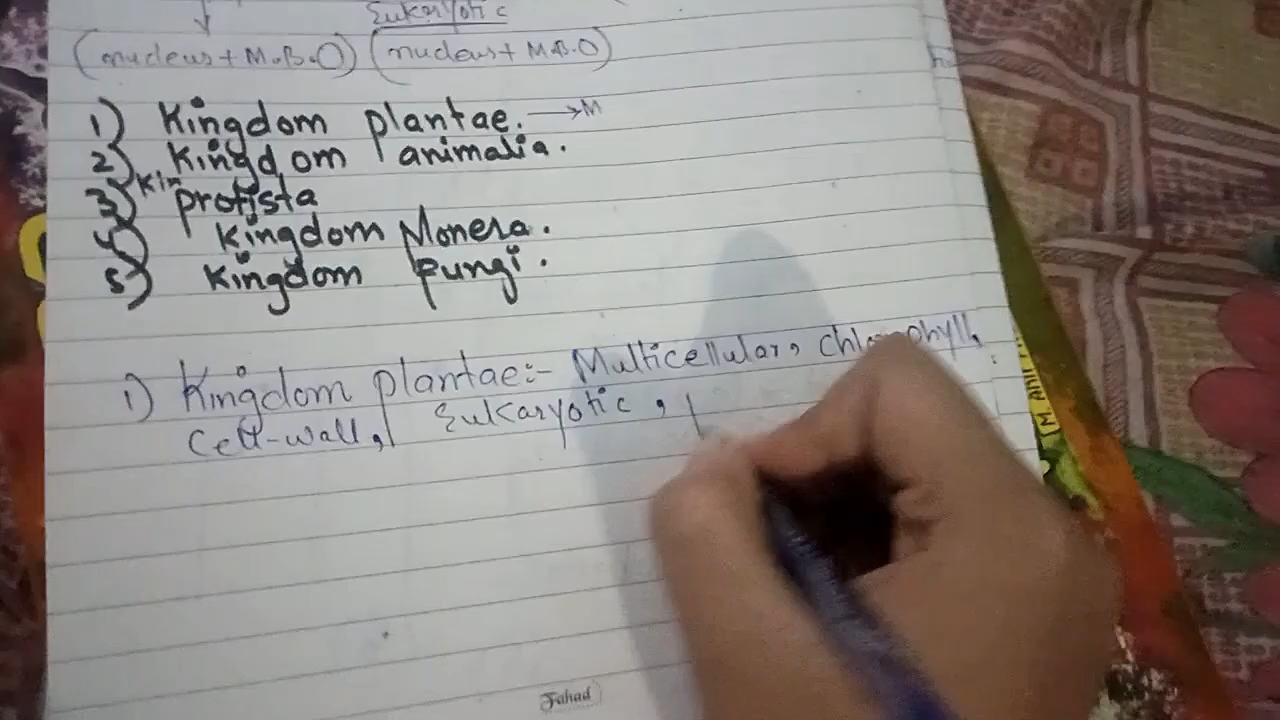 Eukaryotic
(nucleus + M.B.O) (nucleus + M.B.O)
1) Kingdom plantae. → M
2) Kingdom animalia.
3) Kin protista
4) Kingdom Monera.
5) Kingdom Fungi.
1) Kingdom plantae:- Multicellular, chlorophyll,
Cell-wall, Eukaryotic,
Jahad